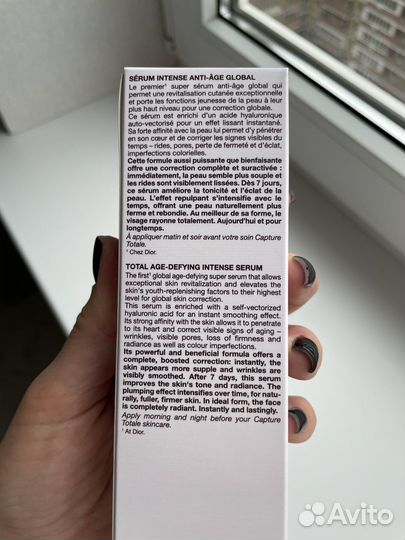 SÉRUM INTENSE ANTI-ÂGE GLOBAL
Le premier¹ super sérum anti-âge global qui
permet une revitalisation cutanée exceptionnelle
et porte les fonctions jeunesse de la peau à leur
plus haut niveau pour une correction globale.
Ce sérum est enrichi d'un acide hyaluronique
auto-vectorisé pour un effet lissant instantané.
Sa forte affinité avec la peau lui permet d'y pénétrer
en son cœur et de corriger les signes visibles du
temps – rides, pores, perte de fermeté et d'éclat,
imperfections colorielles.
Cette formule aussi puissante que bienfaisante
offre une correction complète et suractivée :
immédiatement, la peau semble plus souple et
les rides sont visiblement lissées. Dès 7 jours,
ce sérum améliore la tonicité et l'éclat de la
peau. L'effet repulpant s'intensifie avec le
temps, offrant une peau naturellement plus
ferme et rebondie. Au meilleur de sa forme, le
visage rayonne totalement. Aujourd'hui et pour
longtemps.
À appliquer matin et soir avant votre soin Capture
Totale.
¹ Chez Dior.
TOTAL AGE-DEFYING INTENSE SERUM
The first¹ global age-defying super serum that allows
exceptional skin revitalization and elevates the
skin's youth-replenishing factors to their highest
level for global skin correction.
This serum is enriched with a self-vectorized
hyaluronic acid for an instant smoothing effect.
Its strong affinity with the skin allows it to penetrate
to its heart and correct visible signs of aging –
wrinkles, visible pores, loss of firmness and
radiance as well as colour imperfections.
Its powerful and beneficial formula offers a
complete, boosted correction: instantly, the
skin appears more supple and wrinkles are
visibly smoothed. After 7 days, this serum
improves the skin's tone and radiance. The
plumping effect intensifies over time, for natu-
rally, fuller, firmer skin. In ideal form, the face
is completely radiant. Instantly and lastingly.
Apply morning and night before your Capture
Totale skincare.
¹ At Dior.
Avito